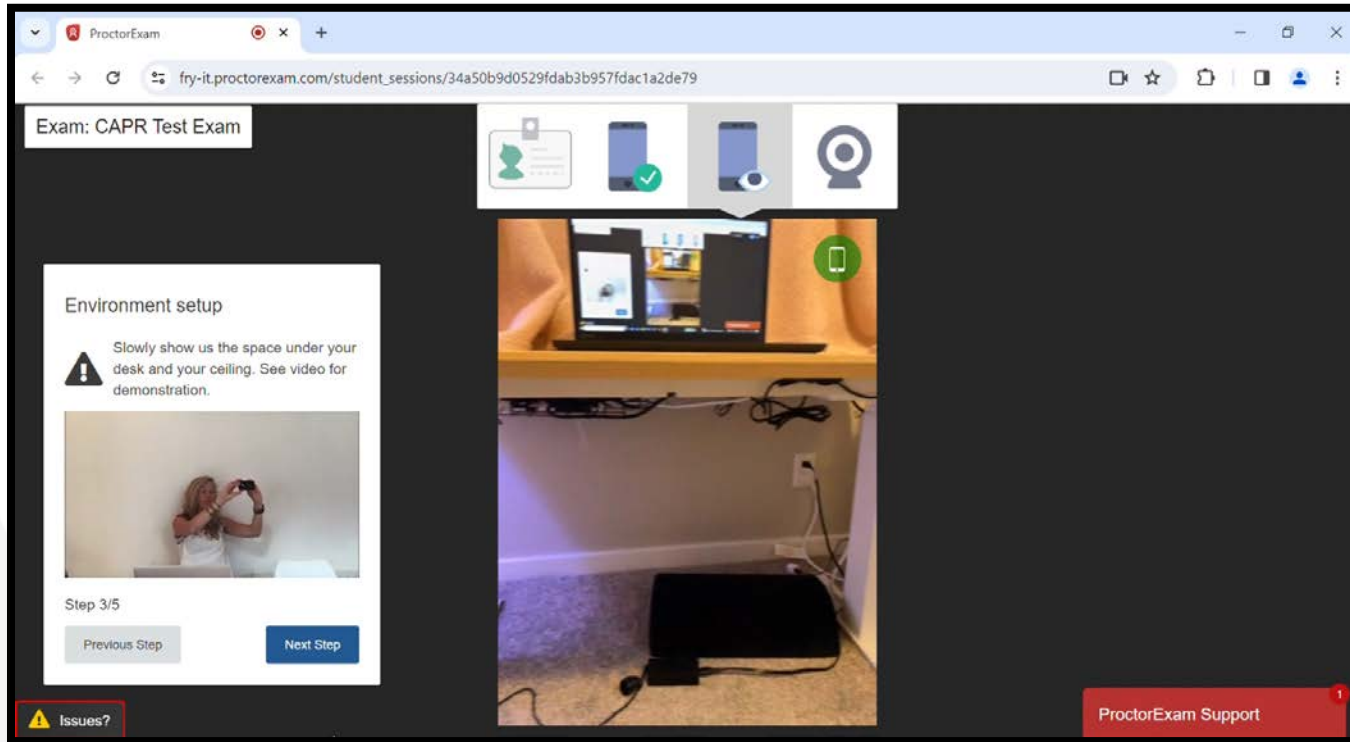 ProctorExam
fry-it.proctorexam.com/student_sessions/34a50b9d0529fdab3b957fdac1a2de79
Exam: CAPR Test Exam
Environment setup
Slowly show us the space under your
desk and your ceiling. See video for
demonstration.
Step 3/5
Previous Step
Next Step
Issues?
ProctorExam Support
1